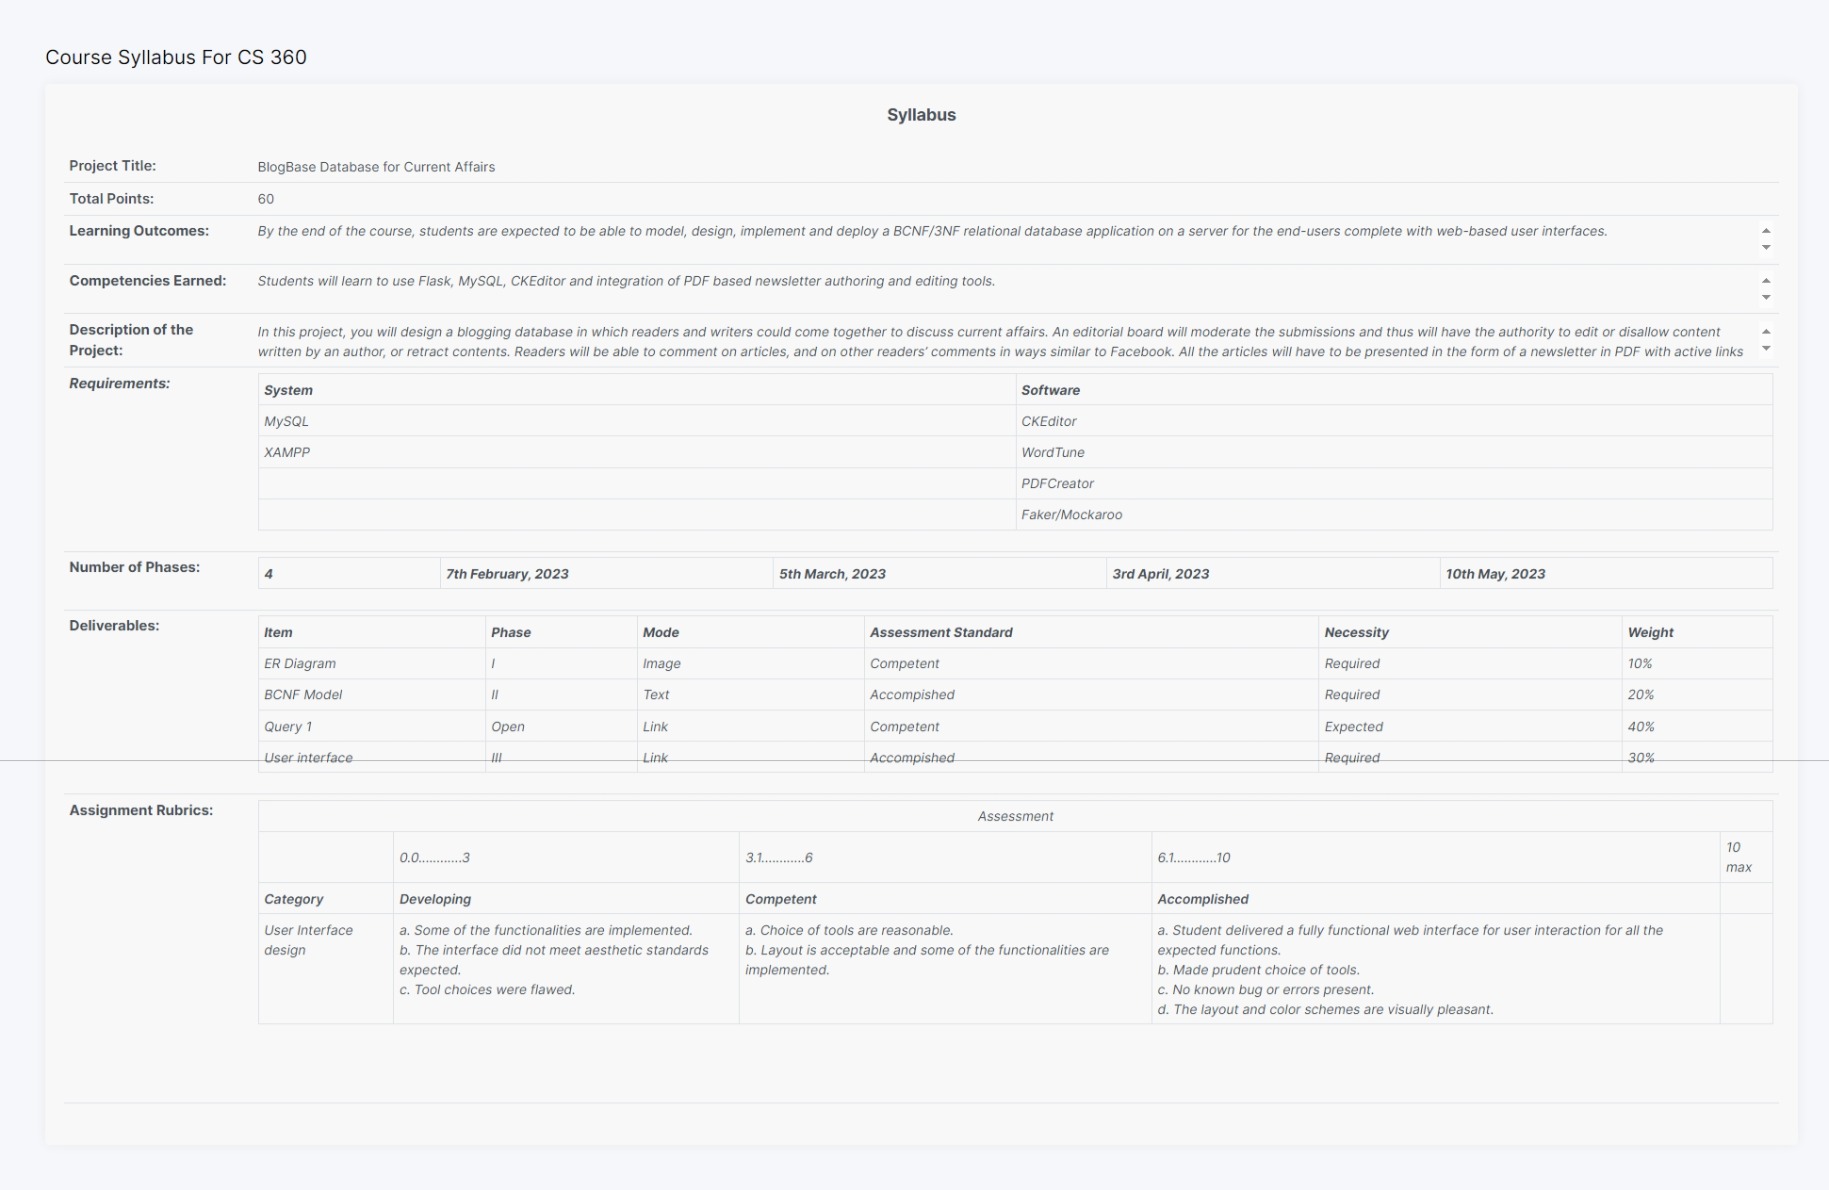 Course Syllabus For CS 360
Syllabus
Project Title: BlogBase Database for Current Affairs
Total Points: 60
Learning Outcomes: By the end of the course, students are expected to be able to model, design, implement and deploy a BCNF/3NF relational database application on a server for the end-users complete with web-based user interfaces.
Competencies Earned: Students will learn to use Flask, MySQL, CKEditor and integration of PDF based newsletter authoring and editing tools.
Description of the
Project:
In this project, you will design a blogging database in which readers and writers could come together to discuss current affairs. An editorial board will moderate the submissions and thus will have the authority to edit or disallow content
written by an author, or retract contents. Readers will be able to comment on articles, and on other readers’ comments in ways similar to Facebook. All the articles will have to be presented in the form of a newsletter in PDF with active links
Requirements:
System Software
MySQL CKEditor
XAMPP WordTune
PDFCreator
Faker/Mockaroo
Number of Phases: 4 7th February, 2023 5th March, 2023 3rd April, 2023 10th May, 2023
Deliverables:
Item Phase Mode Assessment Standard Necessity Weight
ER Diagram I Image Competent Required 10%
BCNF Model II Text Accompished Required 20%
Query 1 Open Link Competent Expected 40%
User interface III Link Accompished Required 30%
Assignment Rubrics:
Assessment
0.0............3 3.1............6 6.1............10 10
max
Category Developing Competent Accomplished
User Interface
design
a. Some of the functionalities are implemented.
b. The interface did not meet aesthetic standards
expected.
c. Tool choices were flawed.
a. Choice of tools are reasonable.
b. Layout is acceptable and some of the functionalities are
implemented.
a. Student delivered a fully functional web interface for user interaction for all the
expected functions.
b. Made prudent choice of tools.
c. No known bug or errors present.
d. The layout and color schemes are visually pleasant.